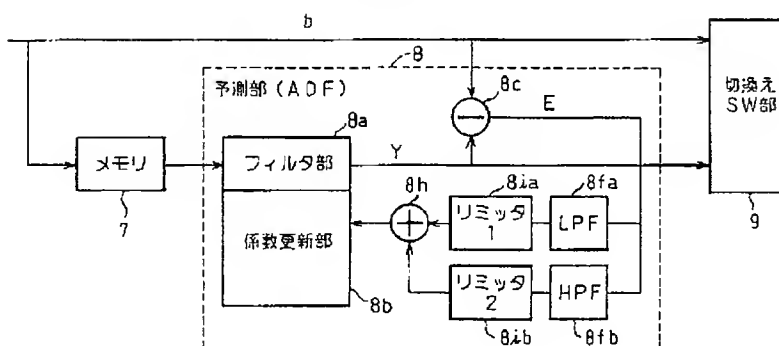 b
8
予測部(ADF)
8a
8c
E
切換え
SW部
メモリ
7
フィルタ部
Y
8h
8ia
8fa
リミッタ
1
LPF
9
係数更新部
8b
リミッタ
2
HPF
8ib
8fb